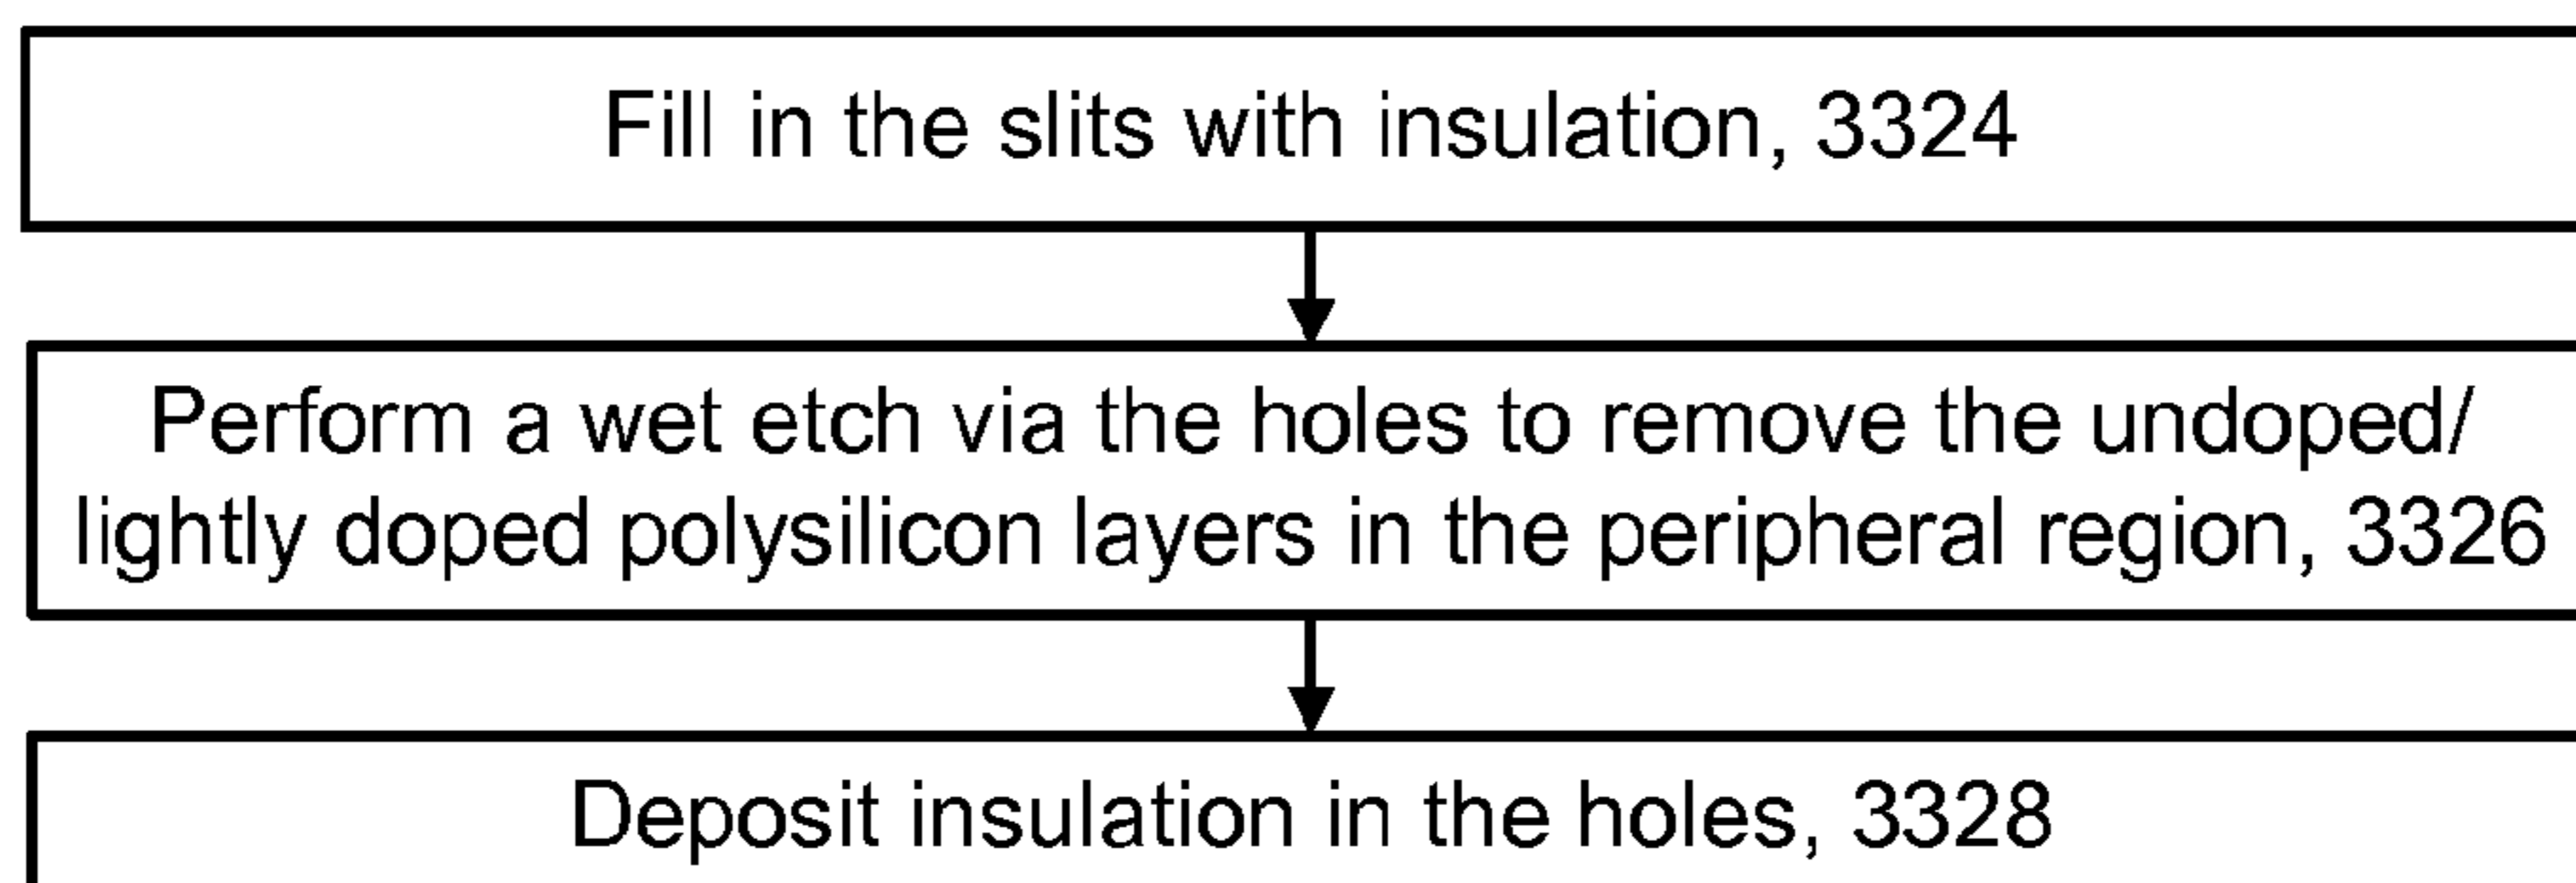 Fill in the slits with insulation, 3324
Perform a wet etch via the holes to remove the undoped/
lightly doped polysilicon layers in the peripheral region, 3326
Deposit insulation in the holes, 3328